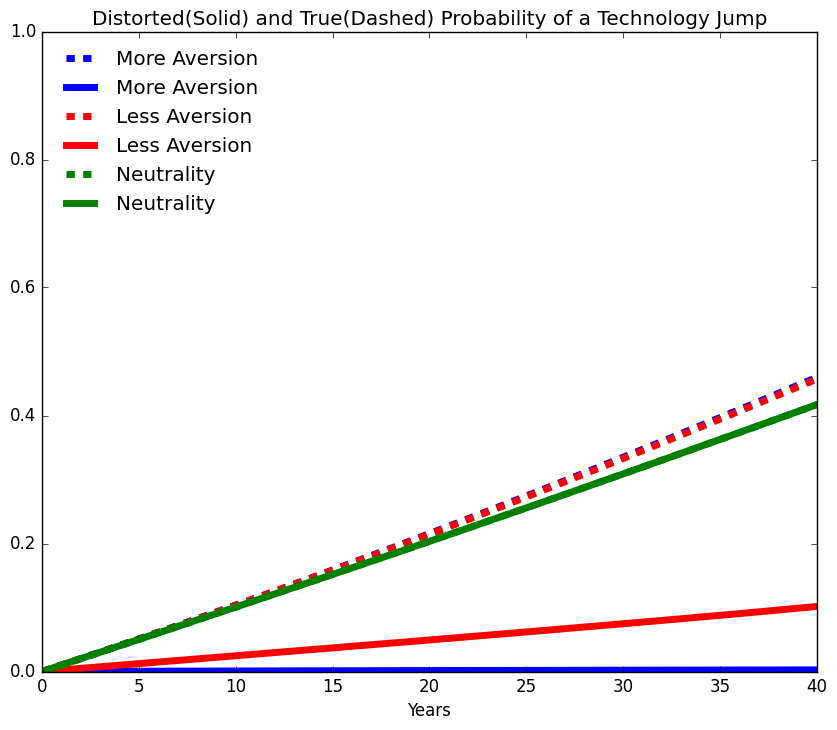 Distorted(Solid) and True(Dashed) Probability of a Technology Jump
1.0
More Aversion
More Aversion
Less Aversion
0.8
Less Aversion
Neutrality
Neutrality
0.6
0.4
0.2
0.0
0 5 10 15 20 25 30 35 40
Years